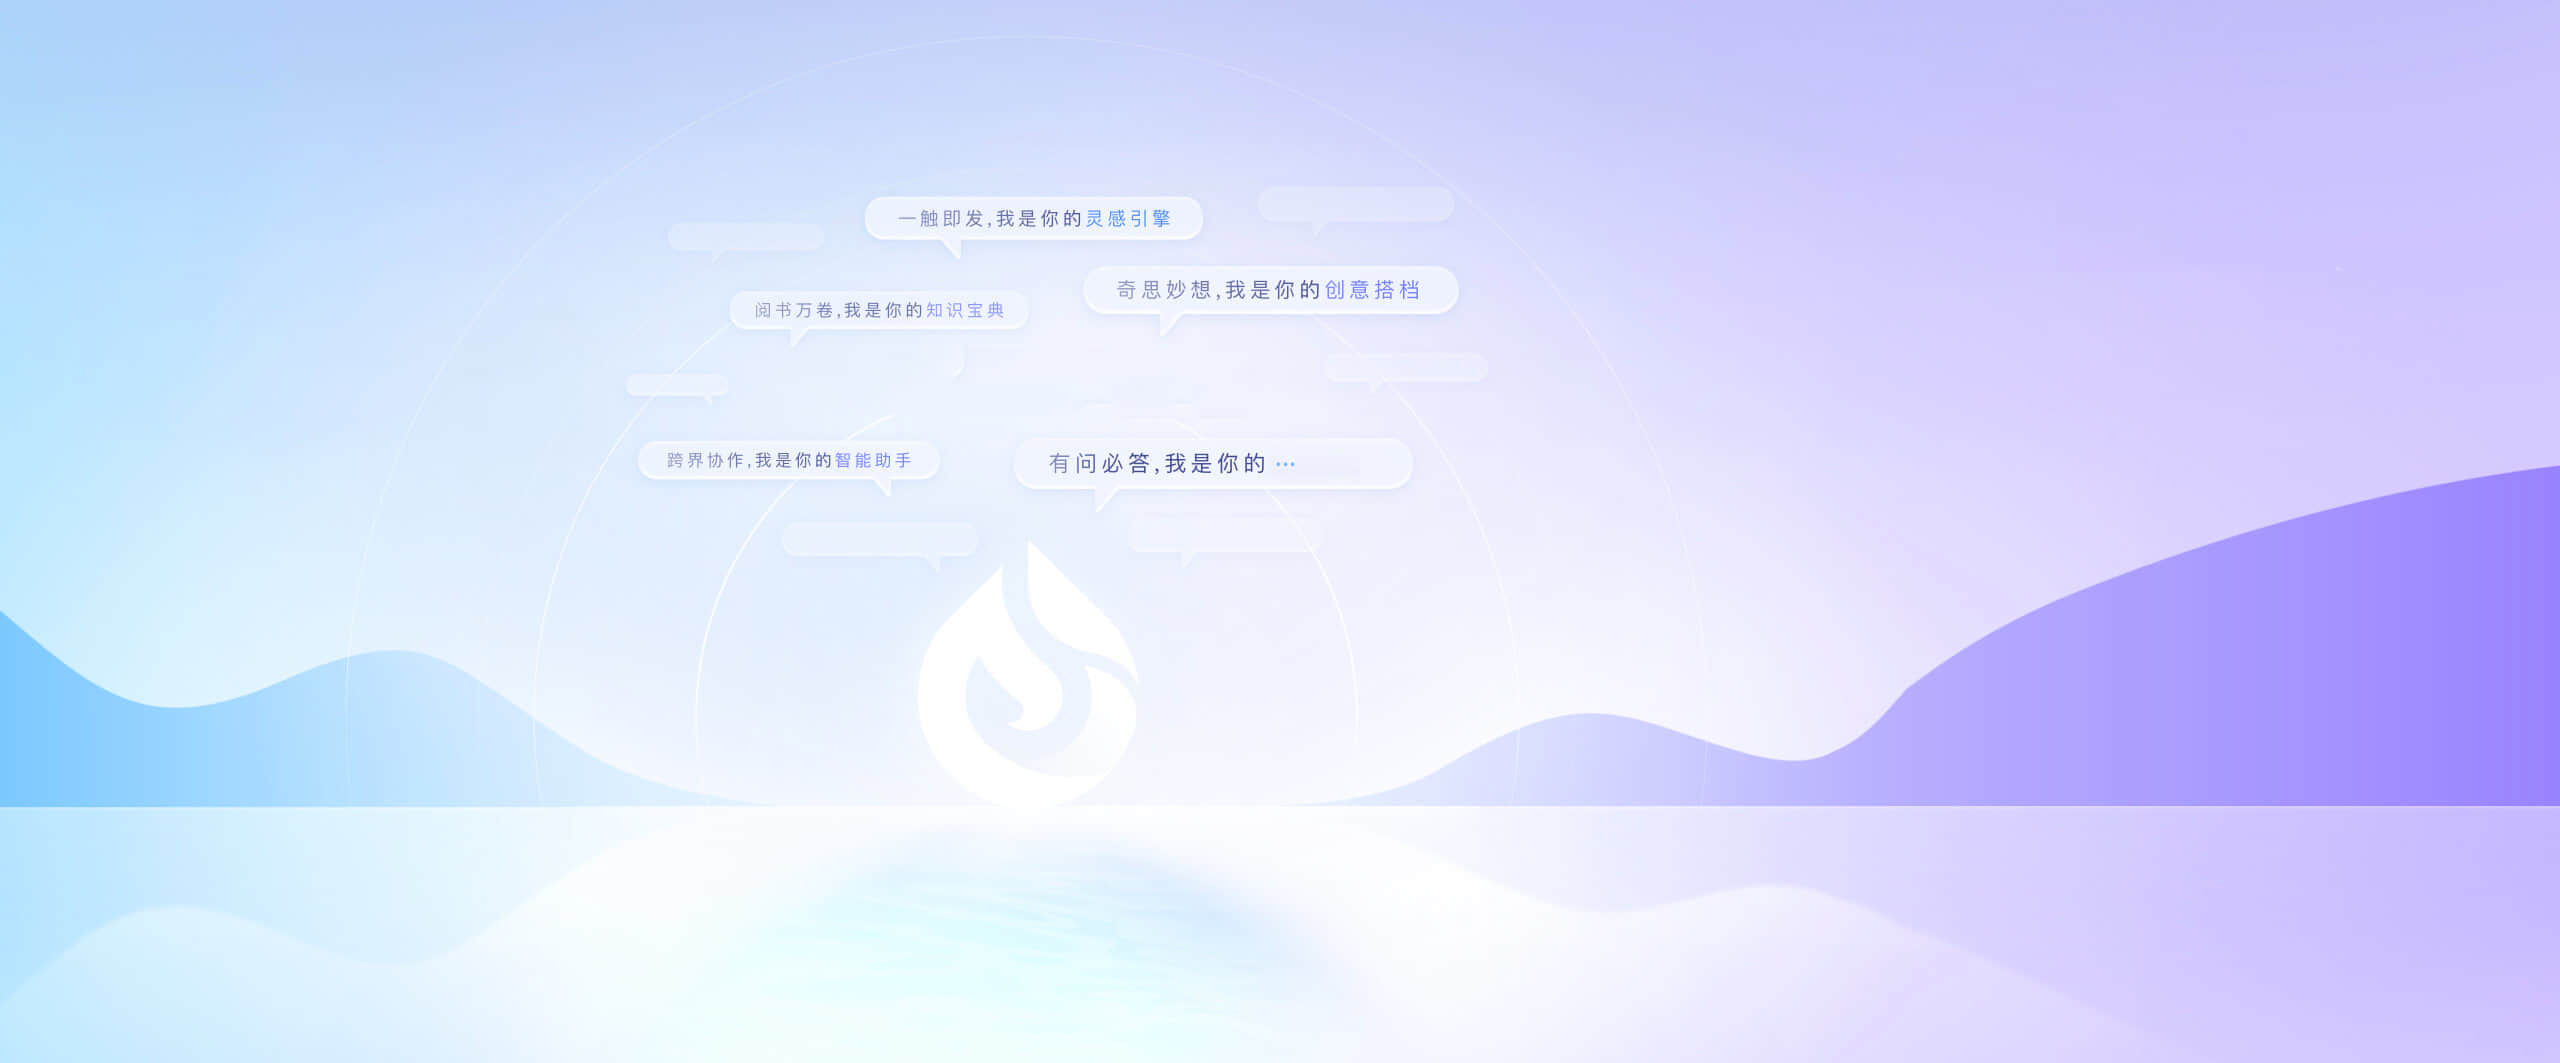 一触即发,我是你的灵感引擎
奇思妙想,我是你的创意搭档
阅书万卷,我是你的知识宝典
跨界协作,我是你的智能助手
有问必答,我是你的…